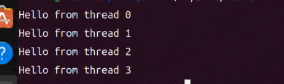 Hello from thread 0
Hello from thread 1
Hello from thread 2
Hello from thread 3